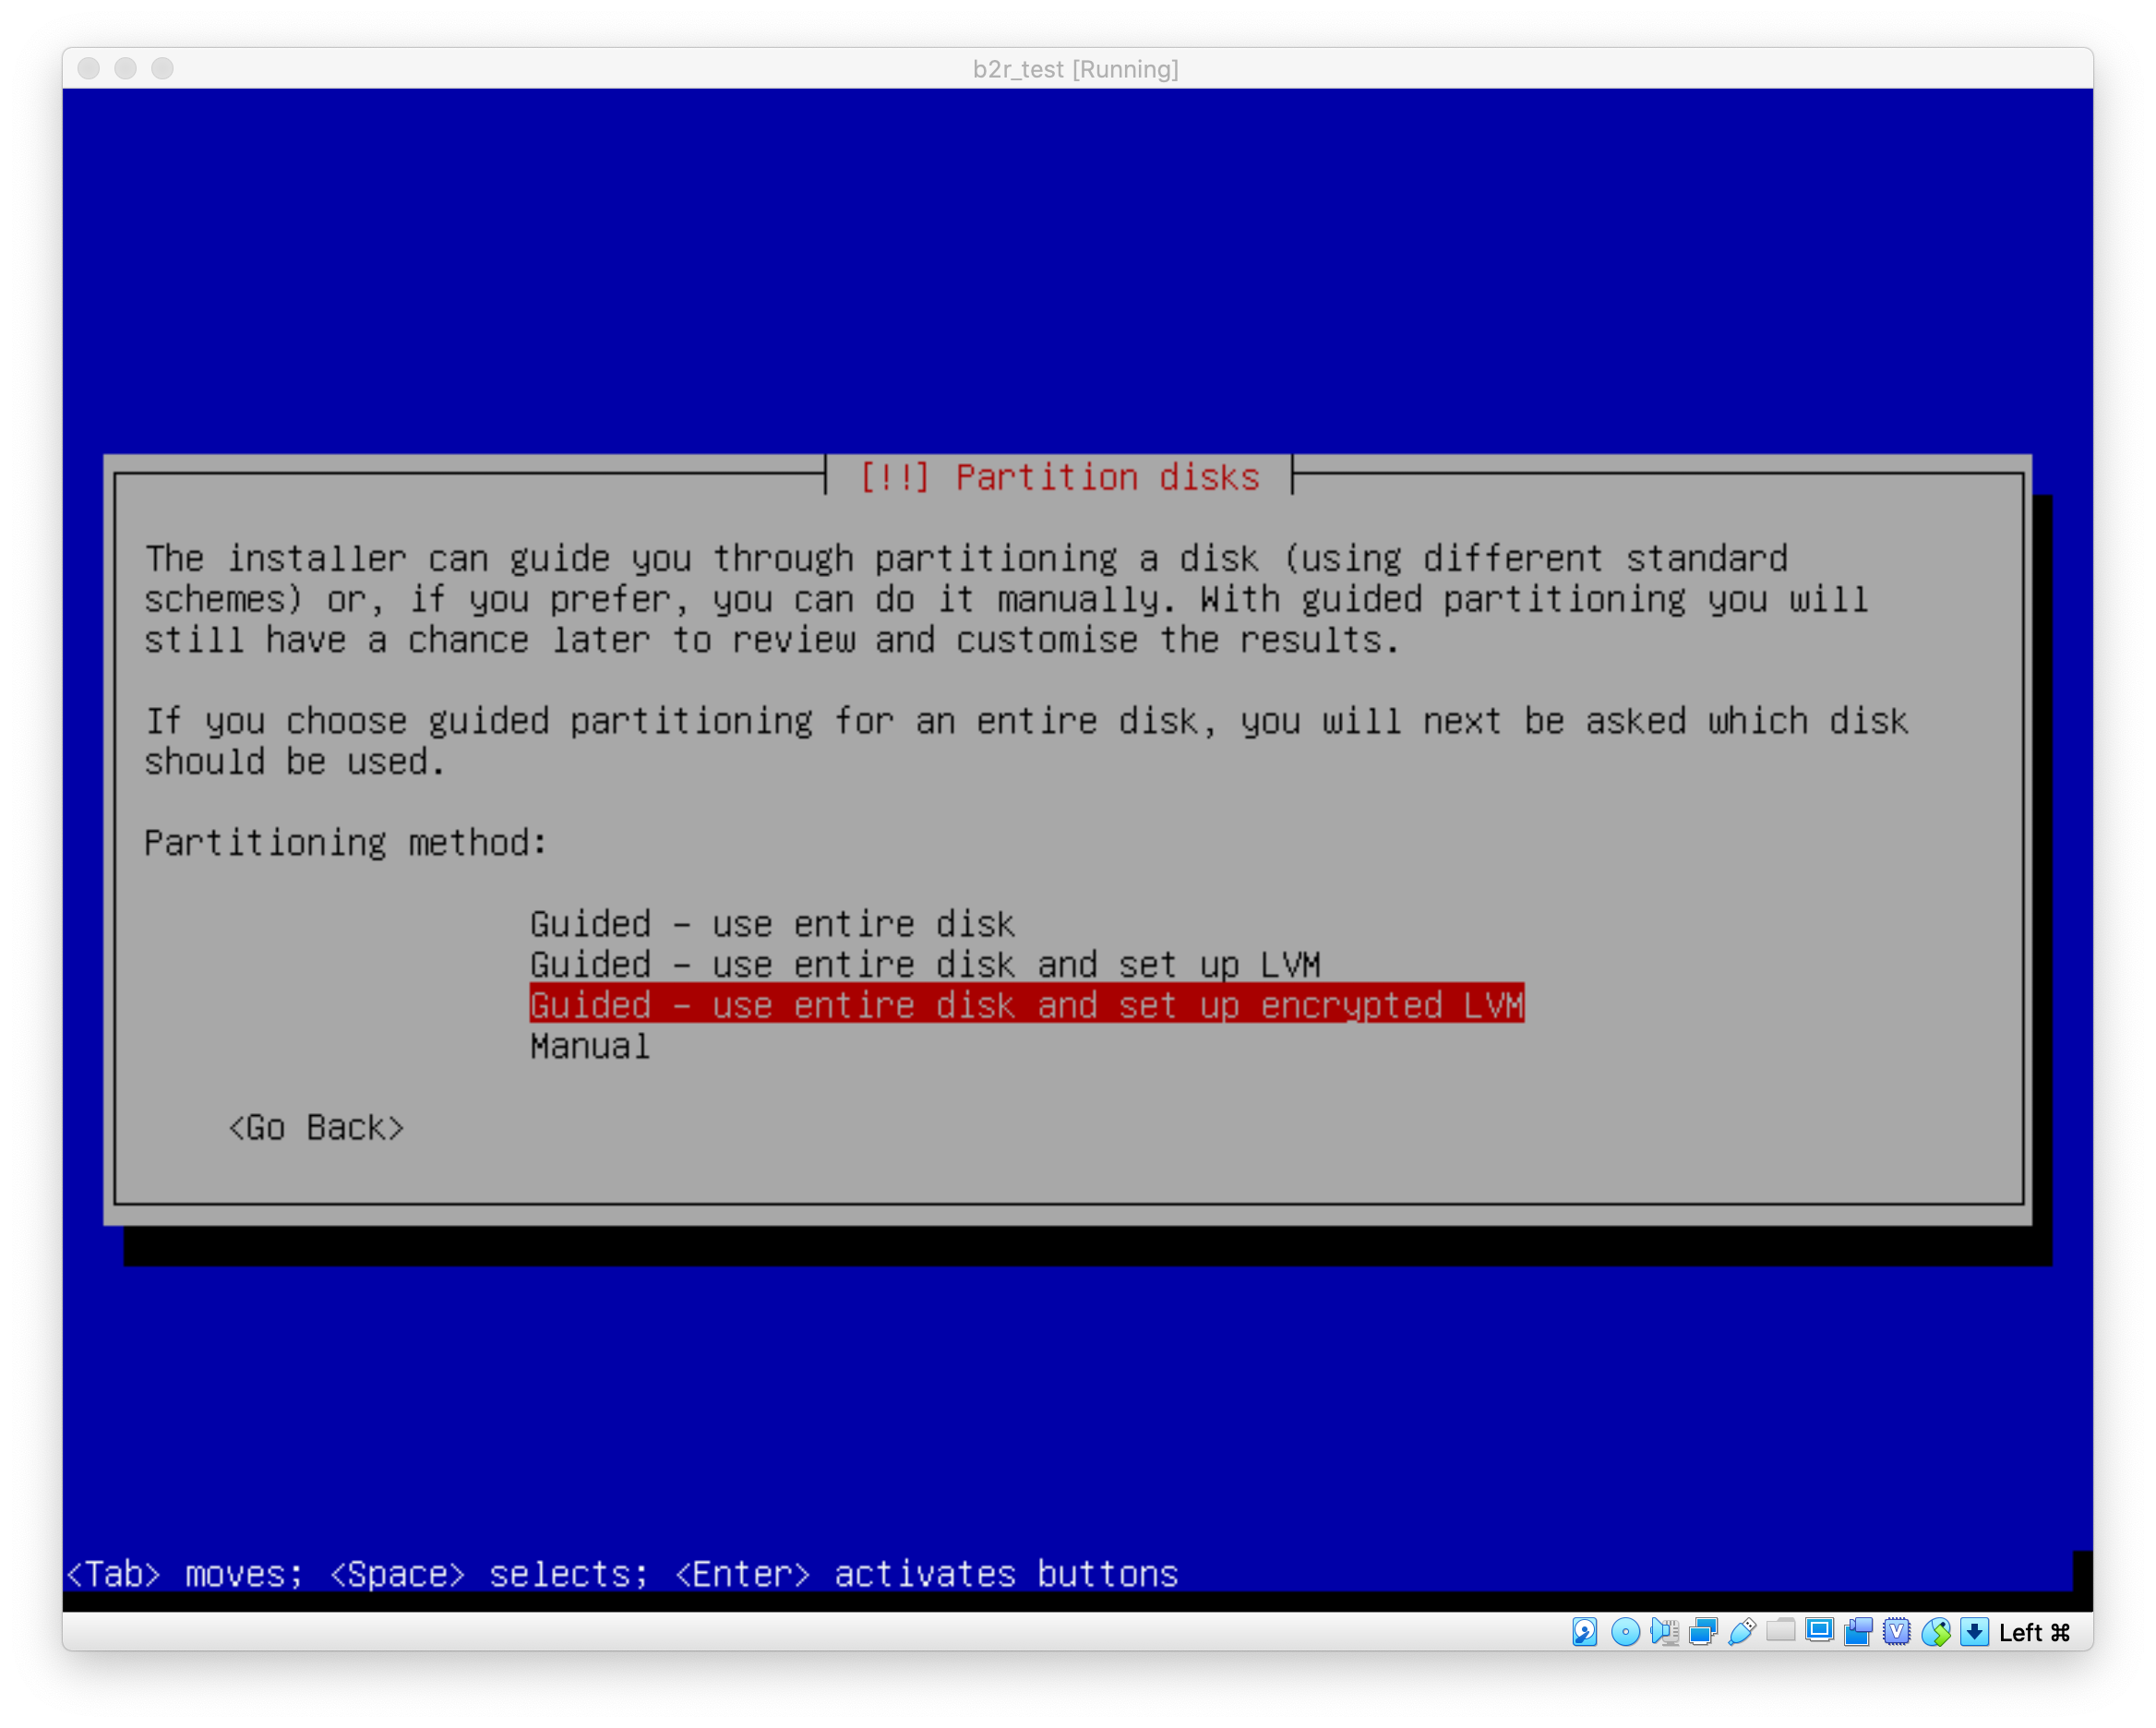 b2r_test [Running]
[!!] Partition disks
The installer can guide you through partitioning a disk (using different standard
schemes) or, if you prefer, you can do it manually. With guided partitioning you will
still have a chance later to review and customise the results.
If you choose guided partitioning for an entire disk, you will next be asked which disk
should be used.
Partitioning method:
Guided - use entire disk
Guided - use entire disk and set up LVM
Guided - use entire disk and set up encrypted LVM
Manual
<Go Back>
<Tab> moves; <Space> selects; <Enter> activates buttons
Left ⌘